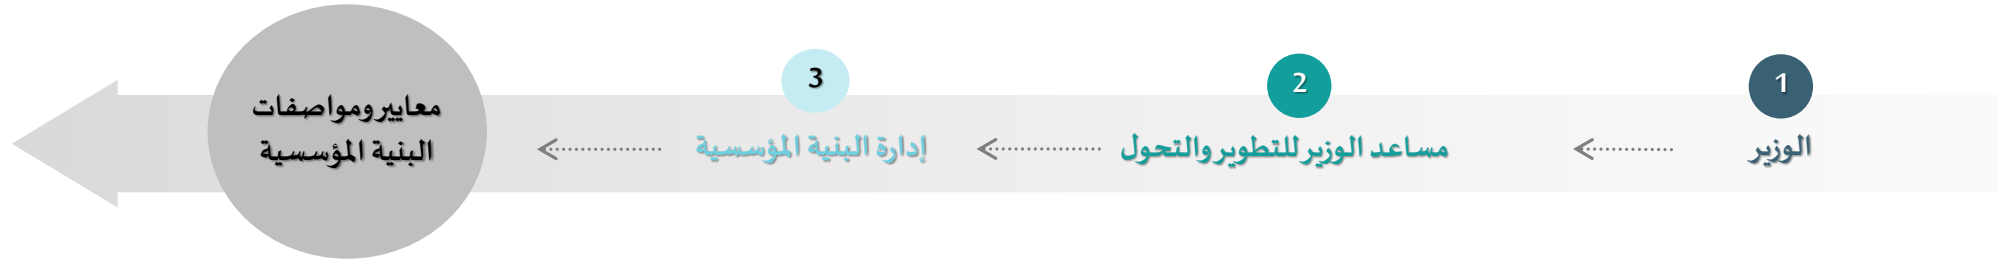 1
الوزير
2
مساعد الوزير للتطوير والتحول
3
إدارة البنية المؤسسية
معايير ومواصفات
البنية المؤسسية